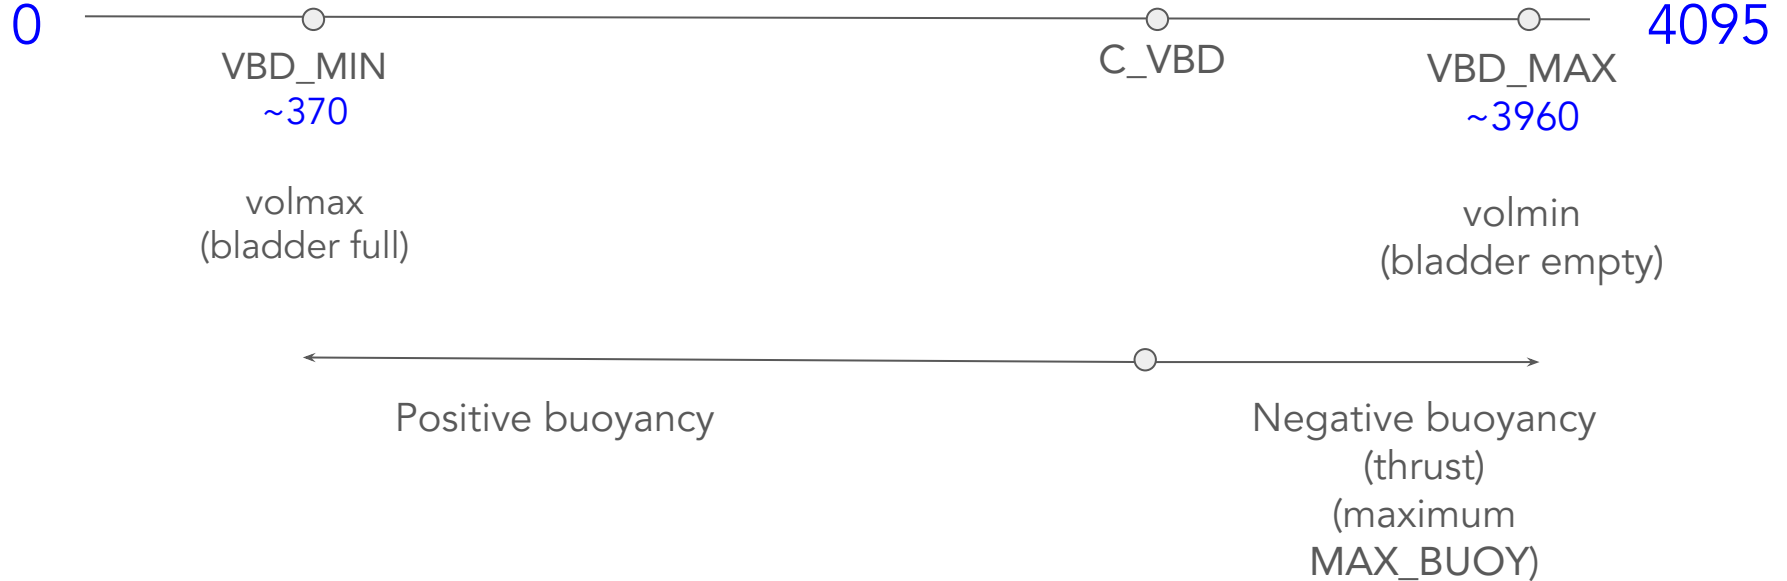 0
4095
VBD_MIN
C_VBD
VBD_MAX
~370
~3960
volmax
(bladder full)
volmin
(bladder empty)
Positive buoyancy
Negative buoyancy
(thrust)
(maximum
MAX_BUOY)